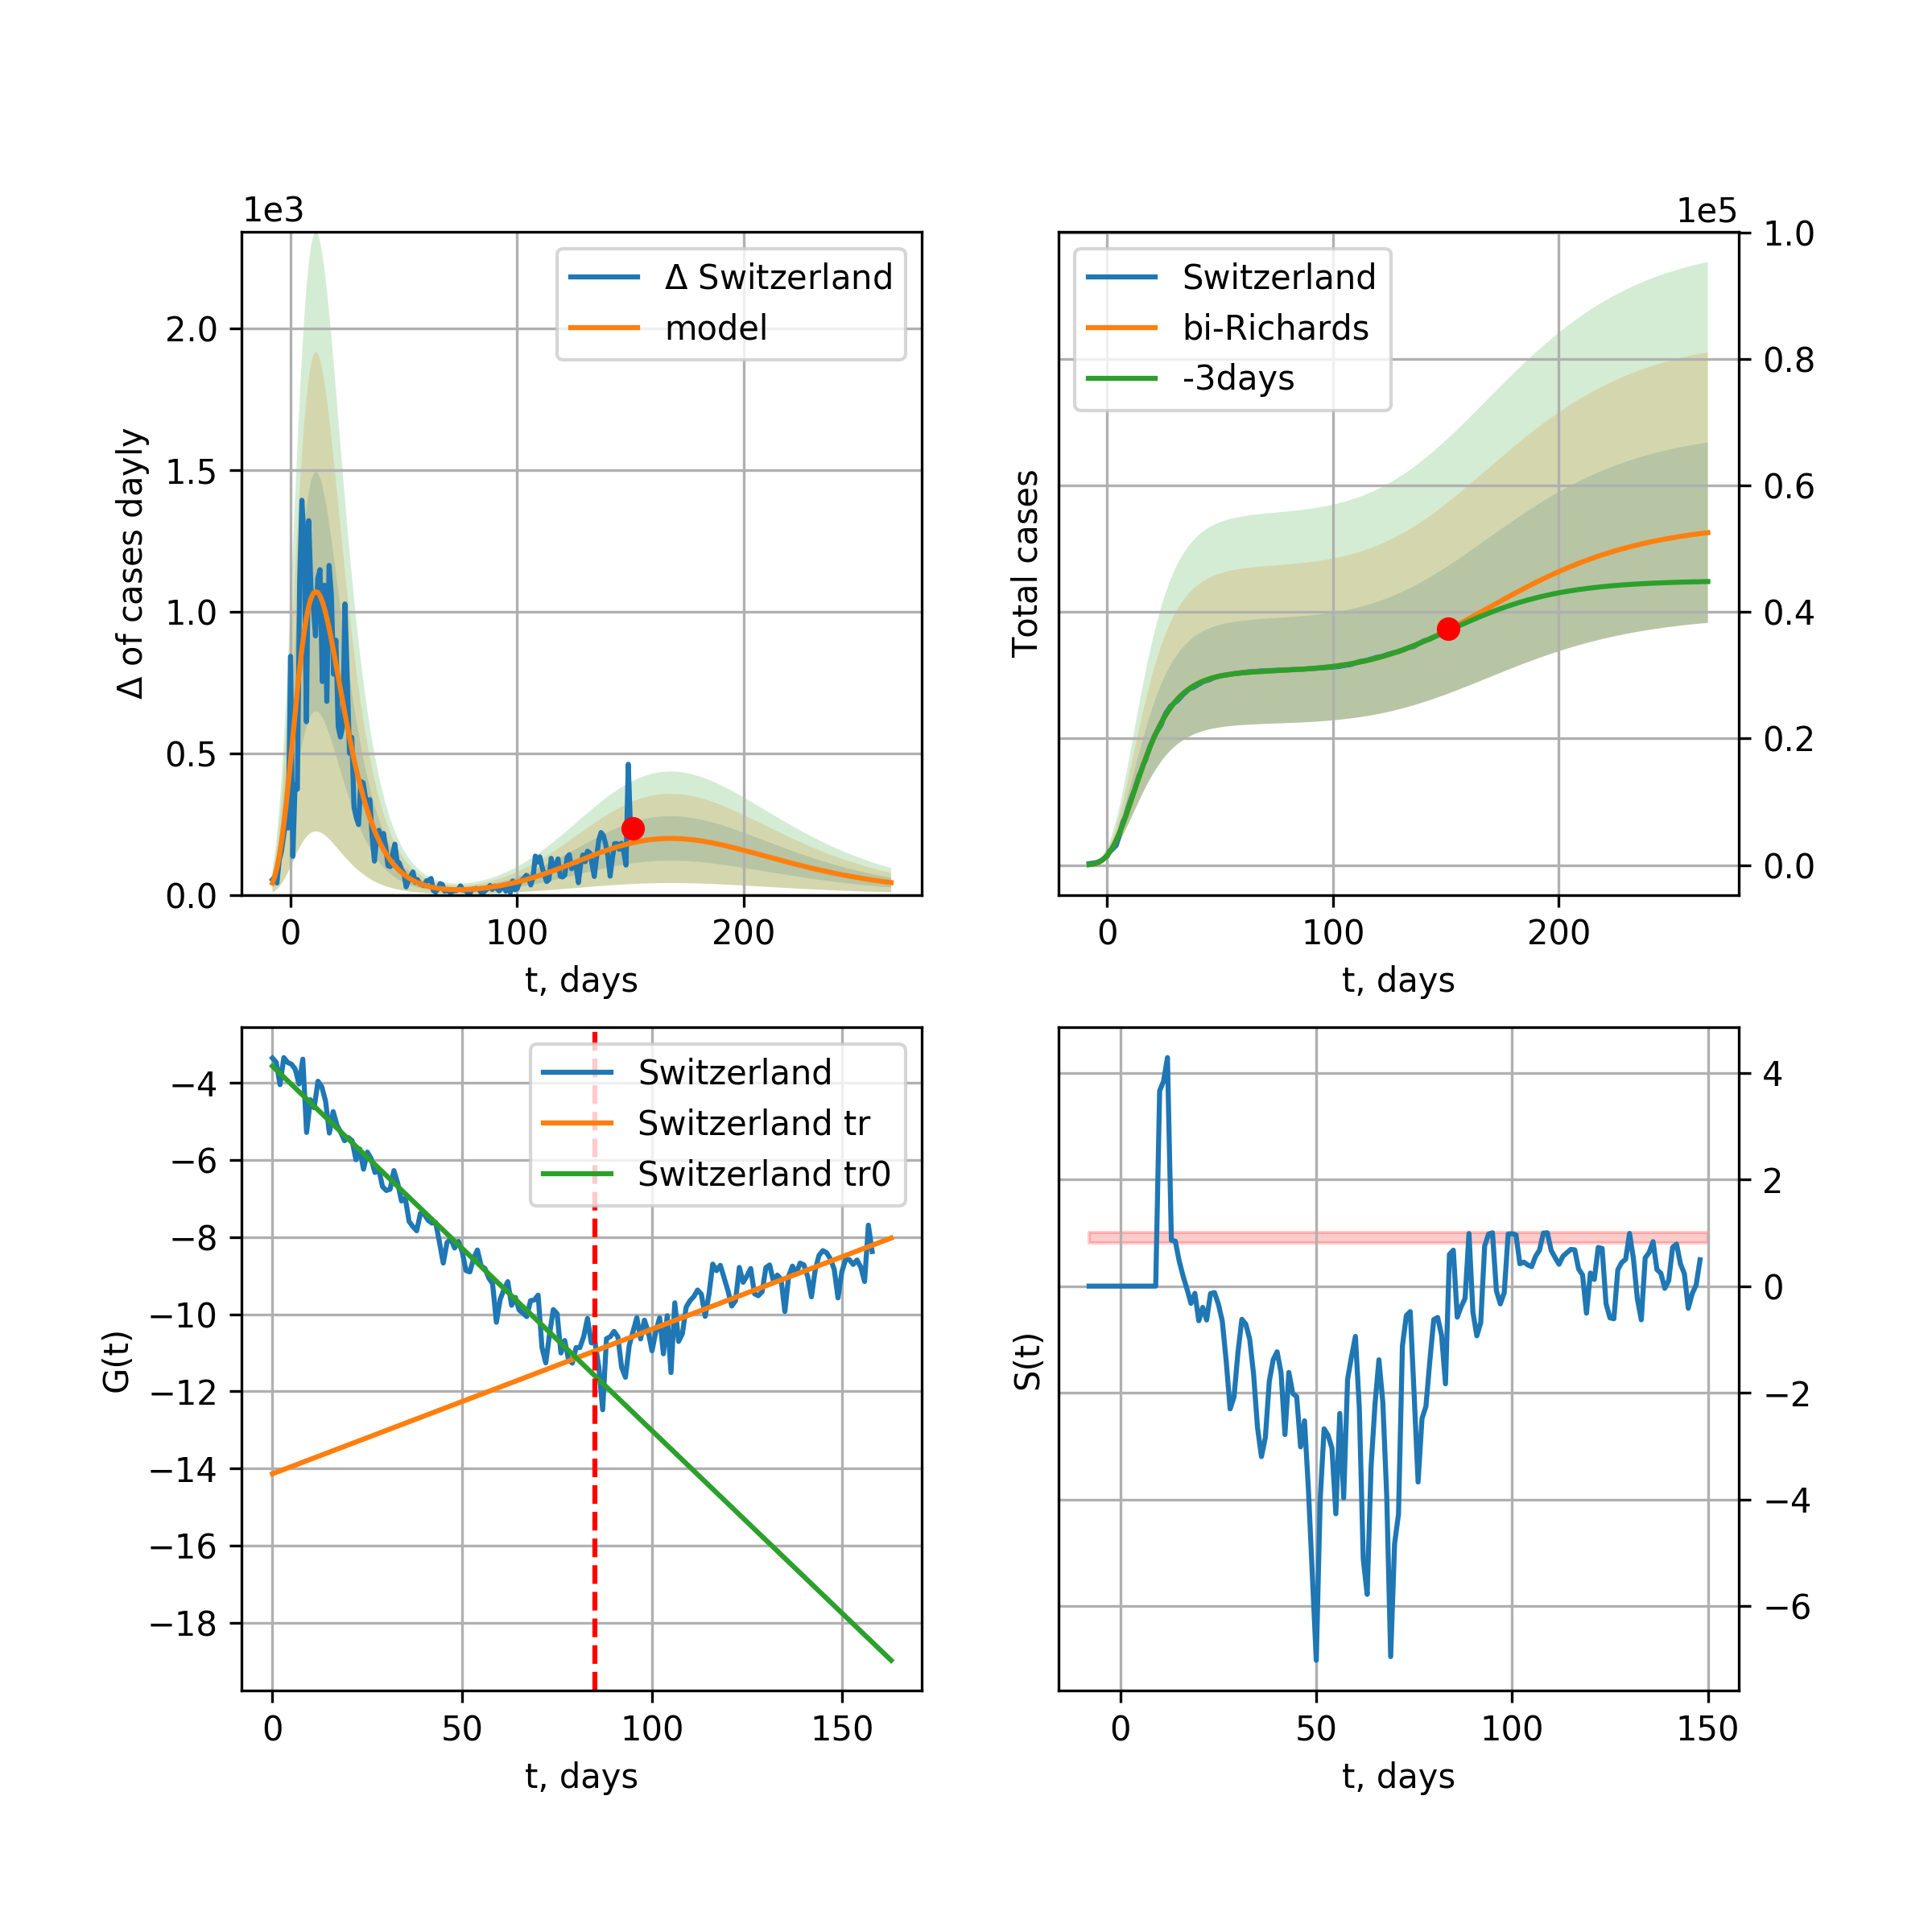 1e3
Δ of cases dayly
2.0
1.5
1.0
0.5
0.0
0
100
200
t, days
Δ Switzerland
model
1e5
Total cases
1.0
0.8
0.6
0.4
0.2
0.0
0
100
200
t, days
Switzerland
bi-Richards
-3days
G(t)
−4
−6
−8
−10
−12
−14
−16
−18
0
50
100
150
t, days
Switzerland
Switzerland tr
Switzerland tr0
S(t)
4
2
0
−2
−4
−6
0
50
100
150
t, days